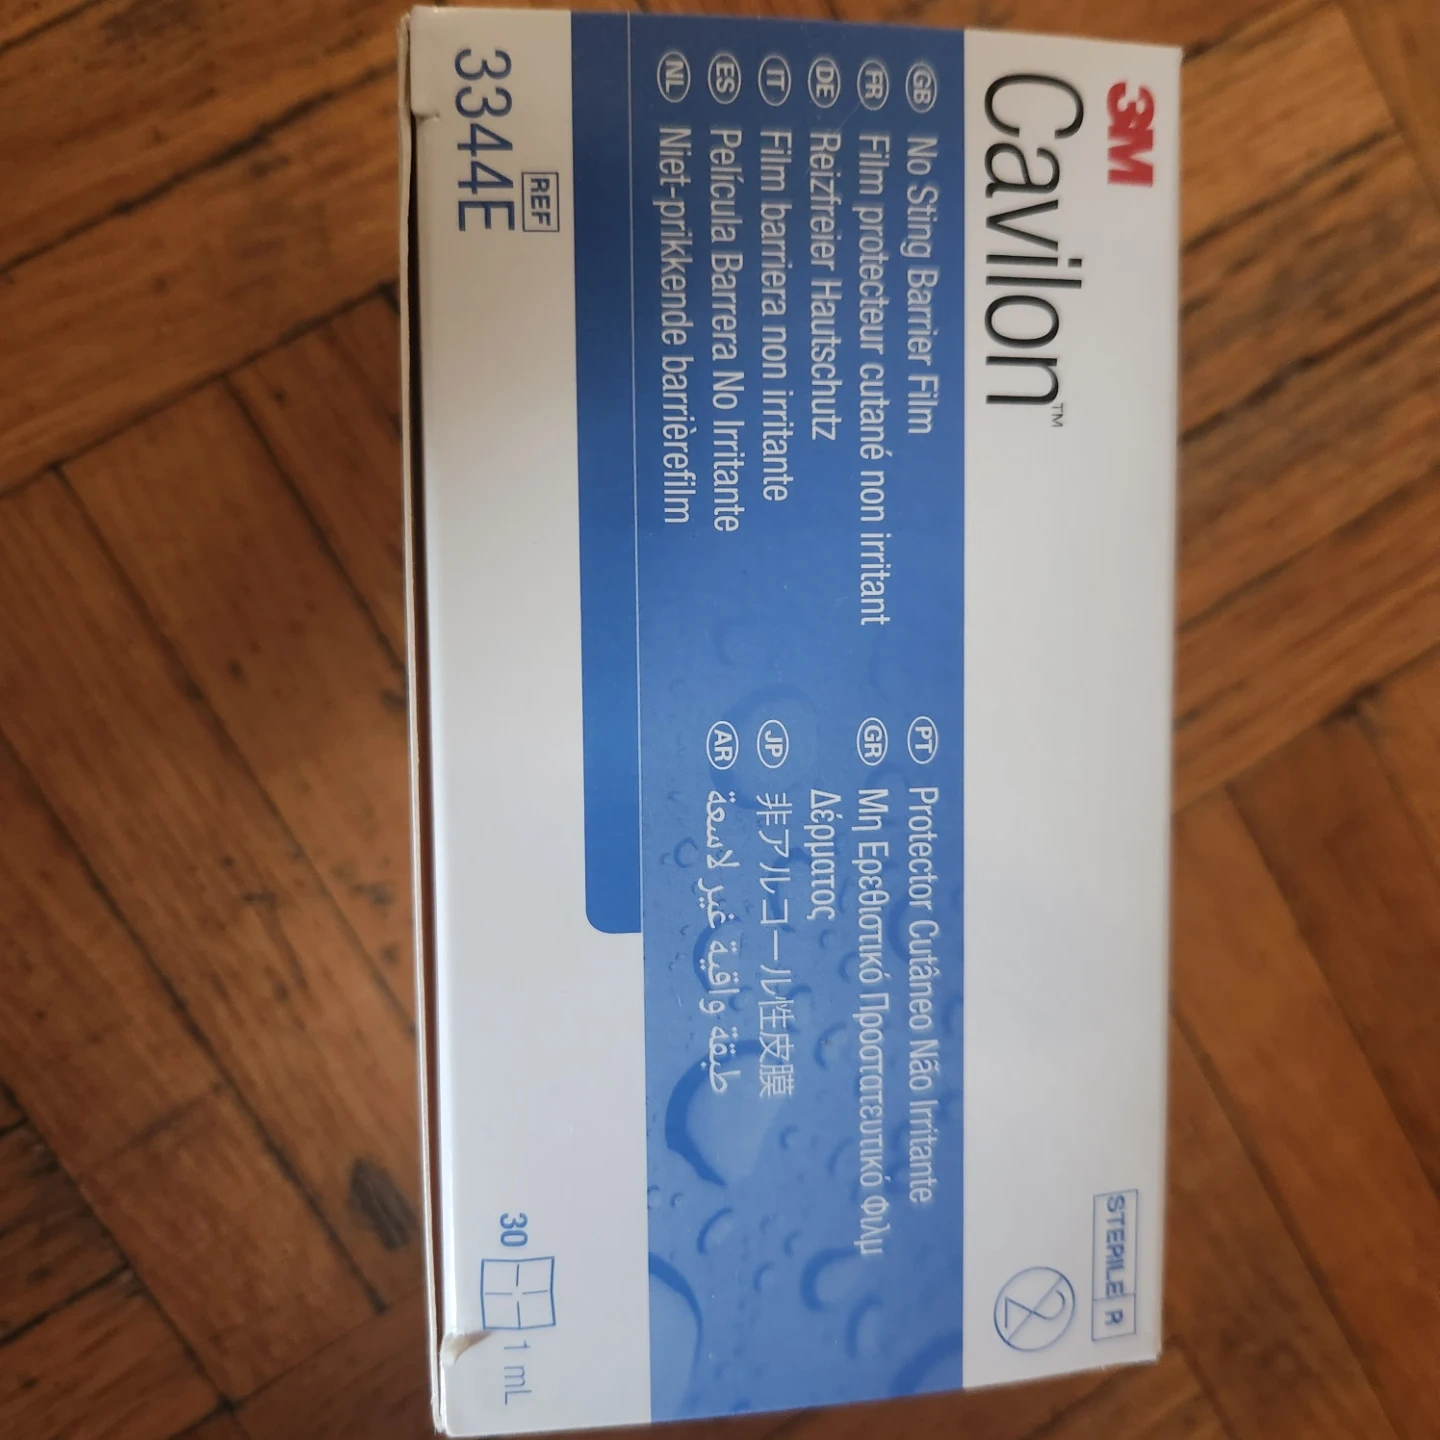 3M
Cavilon™
STERILE R
2
GB No Sting Barrier Film
FR Film protecteur cutané non irritant
DE Reizfreier Hautschutz
IT Film barriera non irritante
ES Película Barrera No Irritante
NL Niet-prikkende barrièrefilm
PT Protector Cutâneo Não Irritante
GR Μη Ερεθιστικό Προστατευτικό Φιλμ
Δέρματος
JP 非アルコール性皮膜
AR طبقة واقية غير لاسعة
REF
3344E
30 1 mL